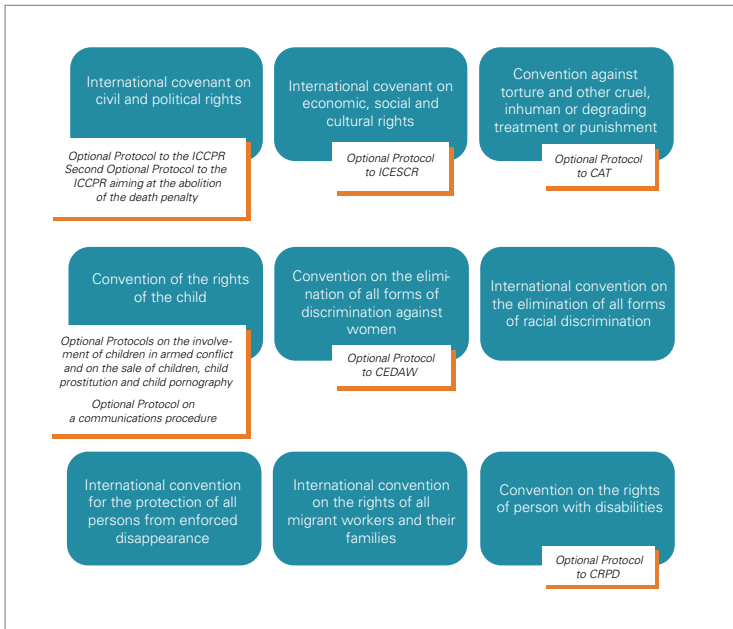 International covenant on
civil and political rights
Optional Protocol to the ICCPR
Second Optional Protocol to the
ICCPR aiming at the abolition
of the death penalty
International covenant on
economic, social and
cultural rights
Optional Protocol
to ICESCR
Convention against
torture and other cruel,
inhuman or degrading
treatment or punishment
Optional Protocol
to CAT
Convention of the rights
of the child
Optional Protocols on the involve-
ment of children in armed conflict
and on the sale of children, child
prostitution and child pornography
Optional Protocol on
a communications procedure
Convention on the elimi-
nation of all forms of
discrimination against
women
Optional Protocol
to CEDAW
International convention on
the elimination of all forms
of racial discrimination
International convention
for the protection of all
persons from enforced
disappearance
International convention
on the rights of all
migrant workers and their
families
Convention on the rights
of person with disabilities
Optional Protocol
to CRPD